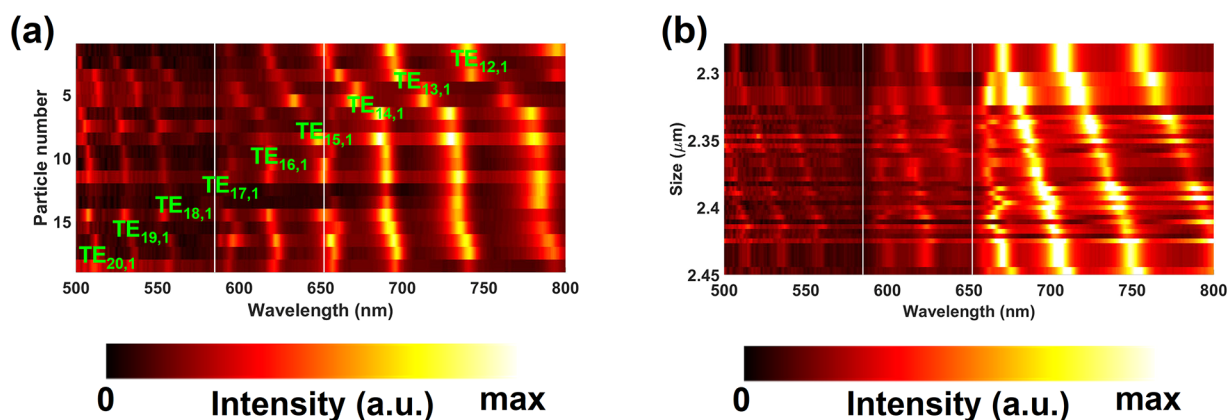 (a)
TE12,1
TE13,1
TE14,1
TE15,1
TE16,1
TE17,1
TE18,1
TE19,1
TE20,1
5
10
15
Particle number
500 550 600 650 700 750 800
Wavelength (nm)
0 Intensity (a.u.) max
(b)
2.3
2.35
2.4
2.45
Size (μm)
500 550 600 650 700 750 800
Wavelength (nm)
0 Intensity (a.u.) max